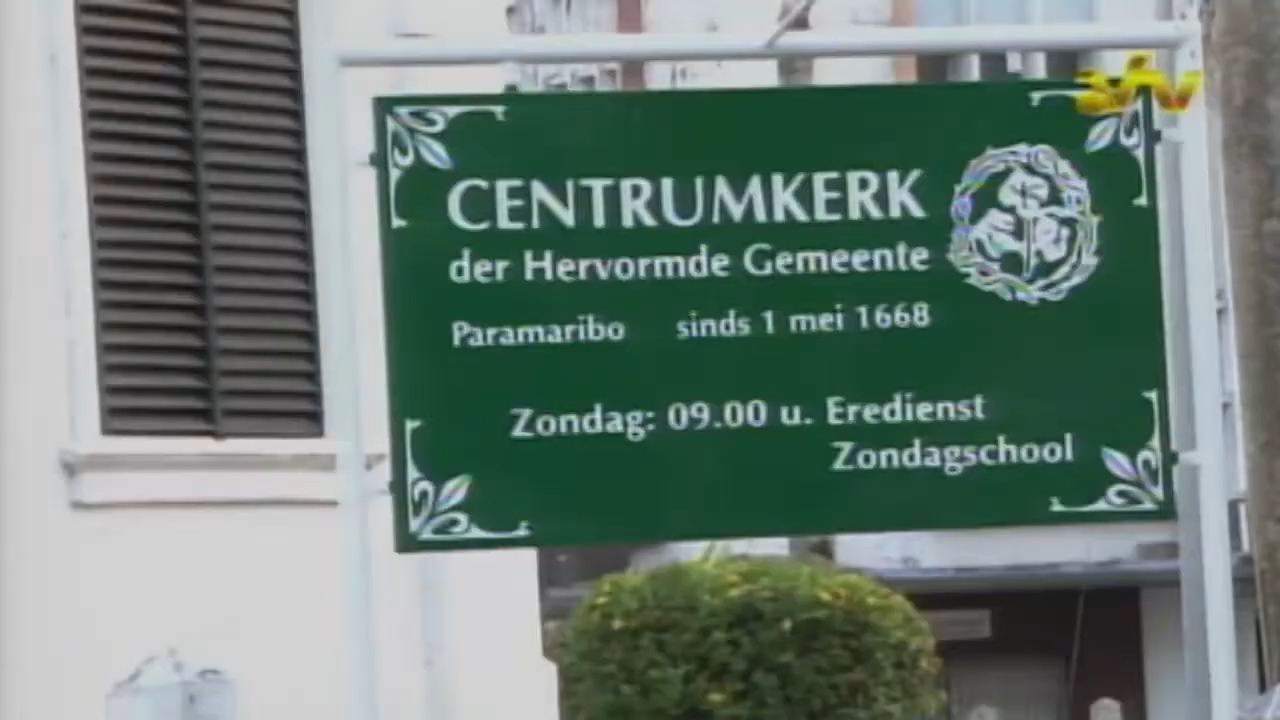 CENTRUMKERK
der Hervormde Gemeente
Paramaribo sinds 1 mei 1668
Zondag: 09.00 u. Eredienst
Zondagschool